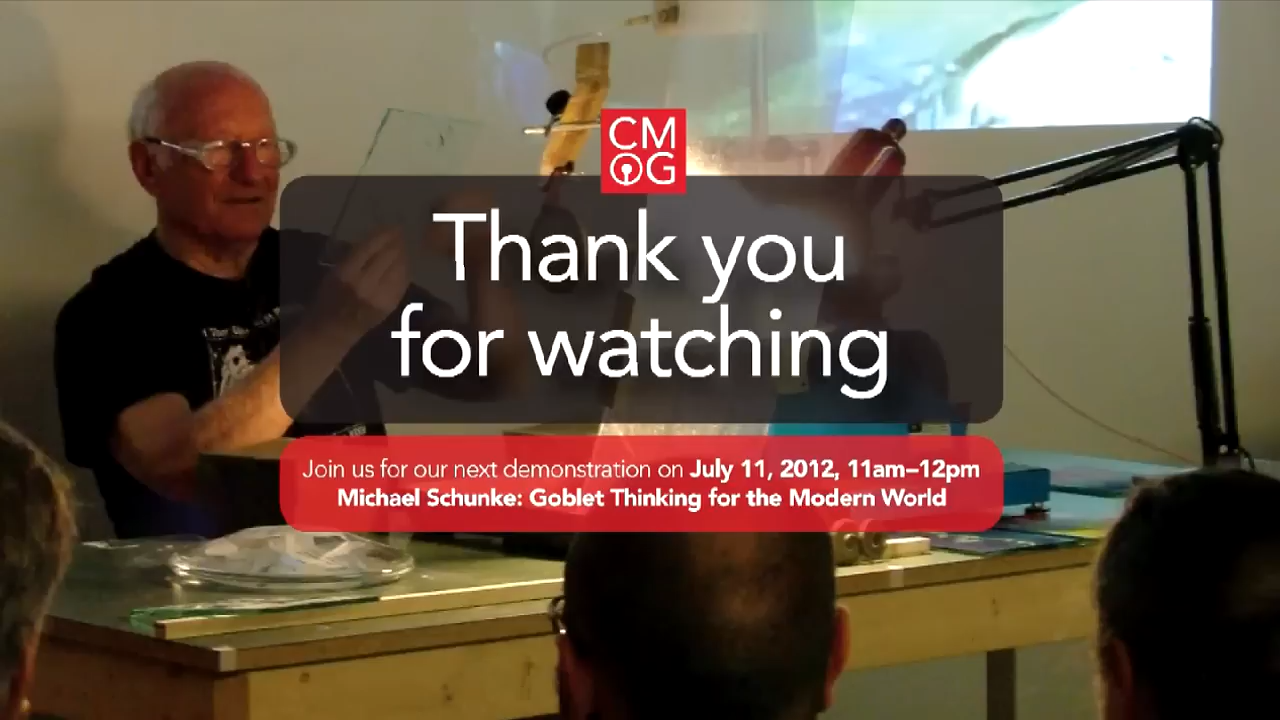 CM
OG
Thank you
for watching
Join us for our next demonstration on July 11, 2012, 11am–12pm
Michael Schunke: Goblet Thinking for the Modern World